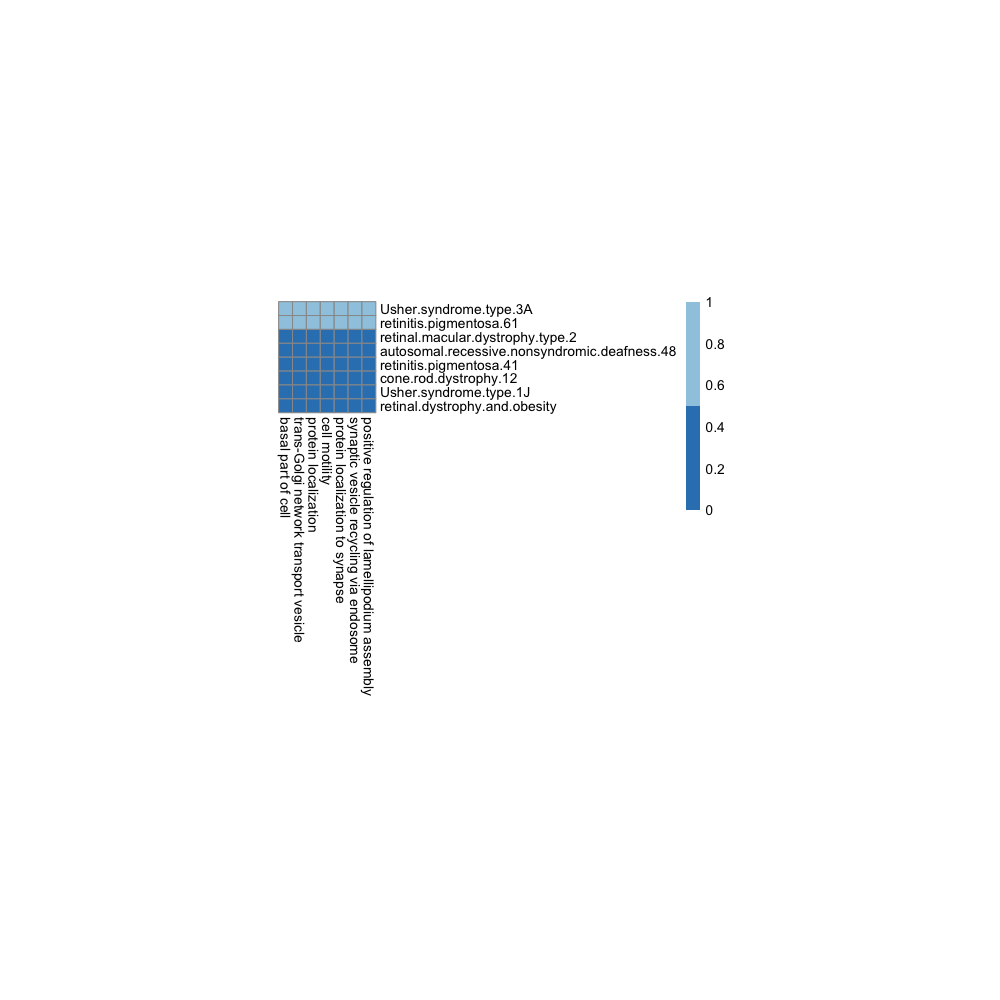 Usher.syndrome.type.3A
retinitis.pigmentosa.61
retinal.macular.dystrophy.type.2
autosomal.recessive.nonsyndromic.deafness.48
retinitis.pigmentosa.41
cone.rod.dystrophy.12
Usher.syndrome.type.1J
retinal.dystrophy.and.obesity
basal part of cell
trans-Golgi network transport vesicle
protein localization
cell motility
protein localization to synapse
synaptic vesicle recycling via endosome
positive regulation of lamellipodium assembly
1
0.8
0.6
0.4
0.2
0